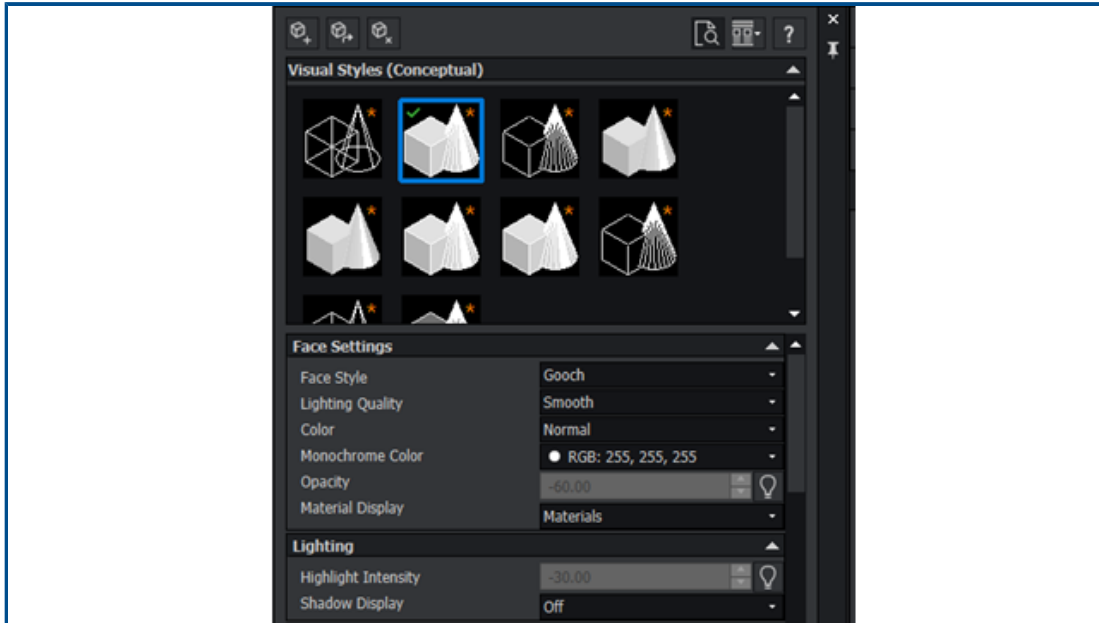 ?
Visual Styles (Conceptual)
Face Settings
Face Style Gooch
Lighting Quality Smooth
Color Normal
Monochrome Color RGB: 255, 255, 255
Opacity -60.00
Material Display Materials
Lighting
Highlight Intensity -30.00
Shadow Display Off